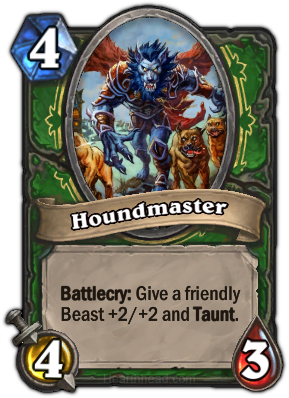 4
Houndmaster
Battlecry: Give a friendly
Beast +2/+2 and Taunt.
4
3